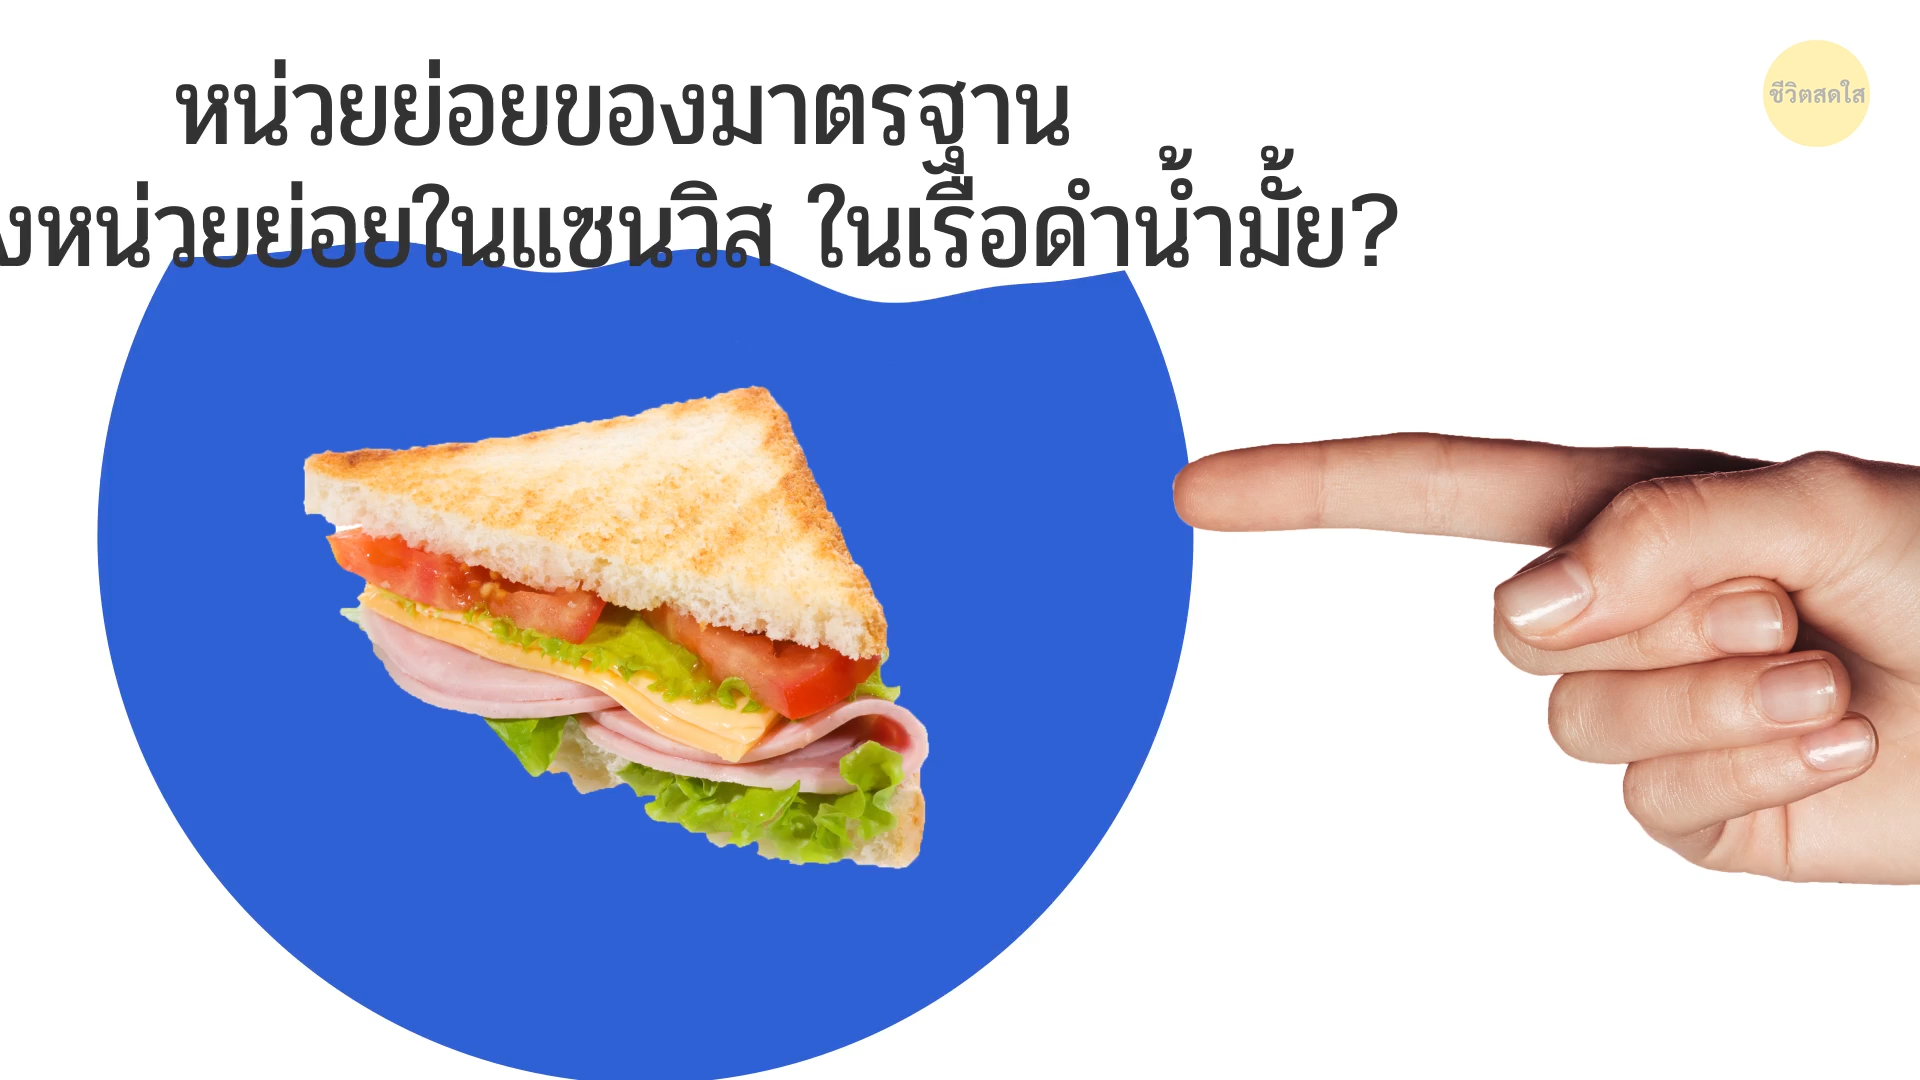 หน่วยย่อยของมาตรฐาน
งหน่วยย่อยในแซนวิส ในเรือดำน้ำมั้ย?
ชีวิตสดใส